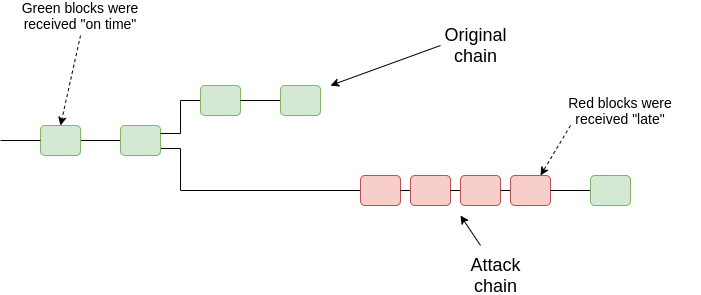 Green blocks were
received "on time"
Original
chain
Red blocks were
received "late"
Attack
chain